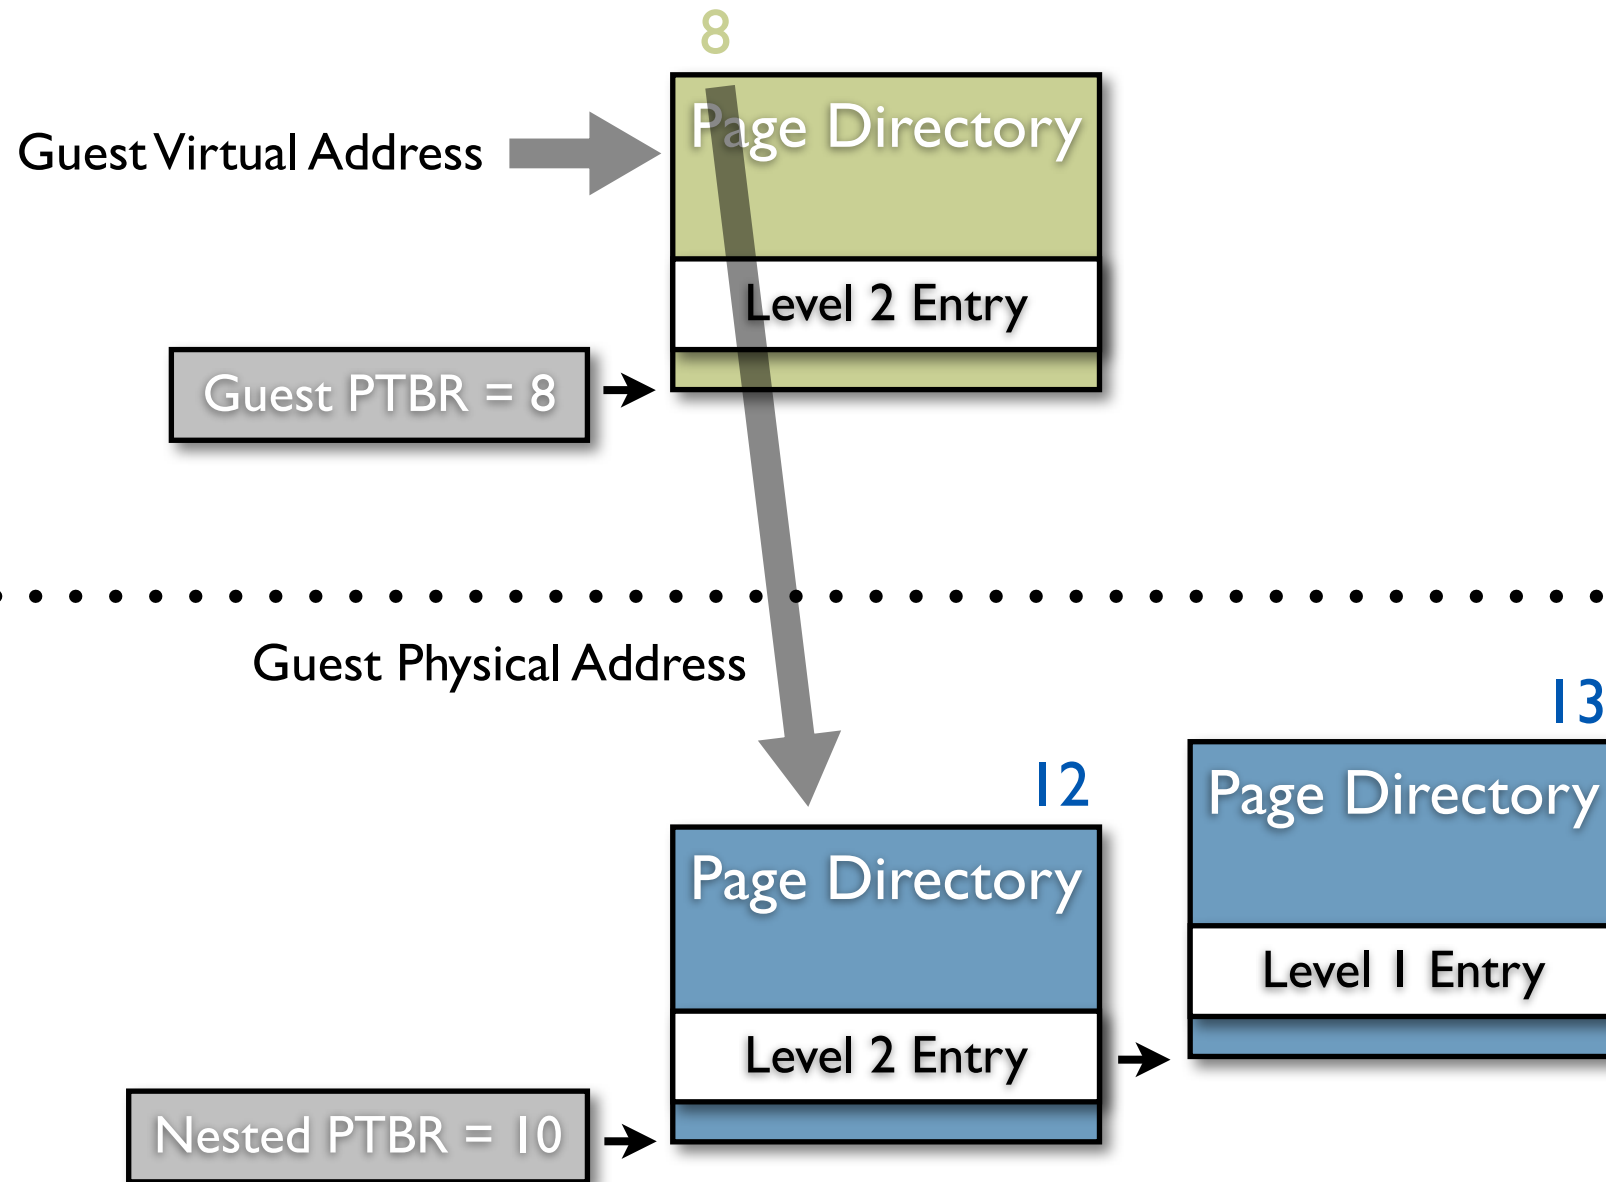 8
Page Directory
Guest Virtual Address
Level 2 Entry
Guest PTBR = 8
Guest Physical Address
13
12
Page Directory
Page Directory
Level 1 Entry
Level 2 Entry
Nested PTBR = 10